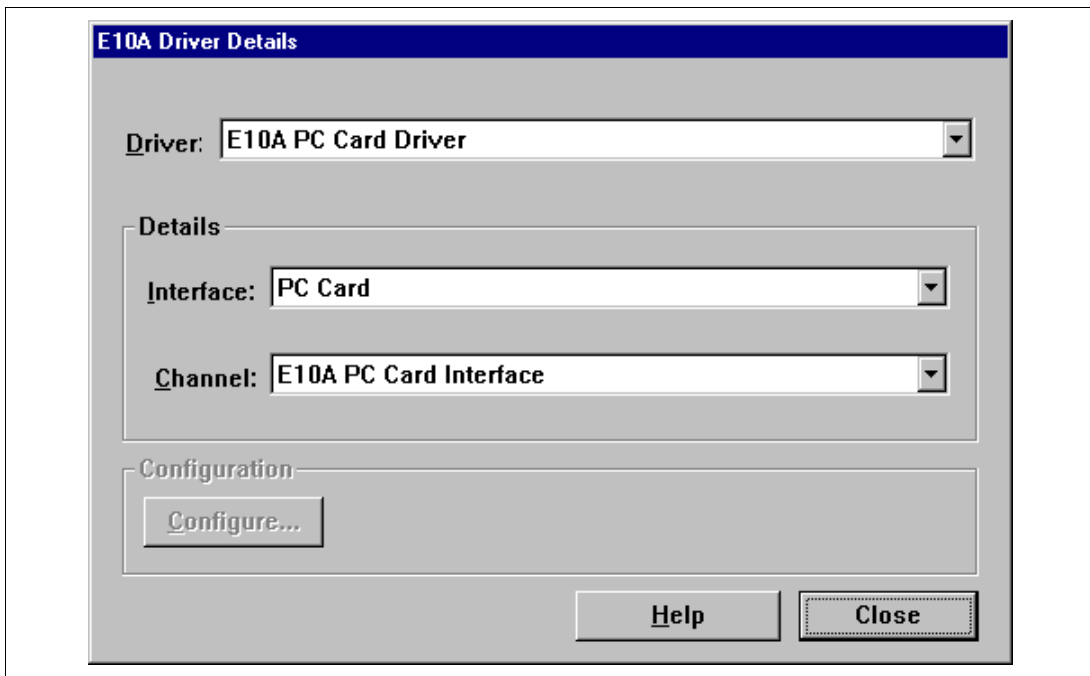 E10A Driver Details
Driver: E10A PC Card Driver
Details
Interface: PC Card
Channel: E10A PC Card Interface
Configuration
Configure...
Help Close